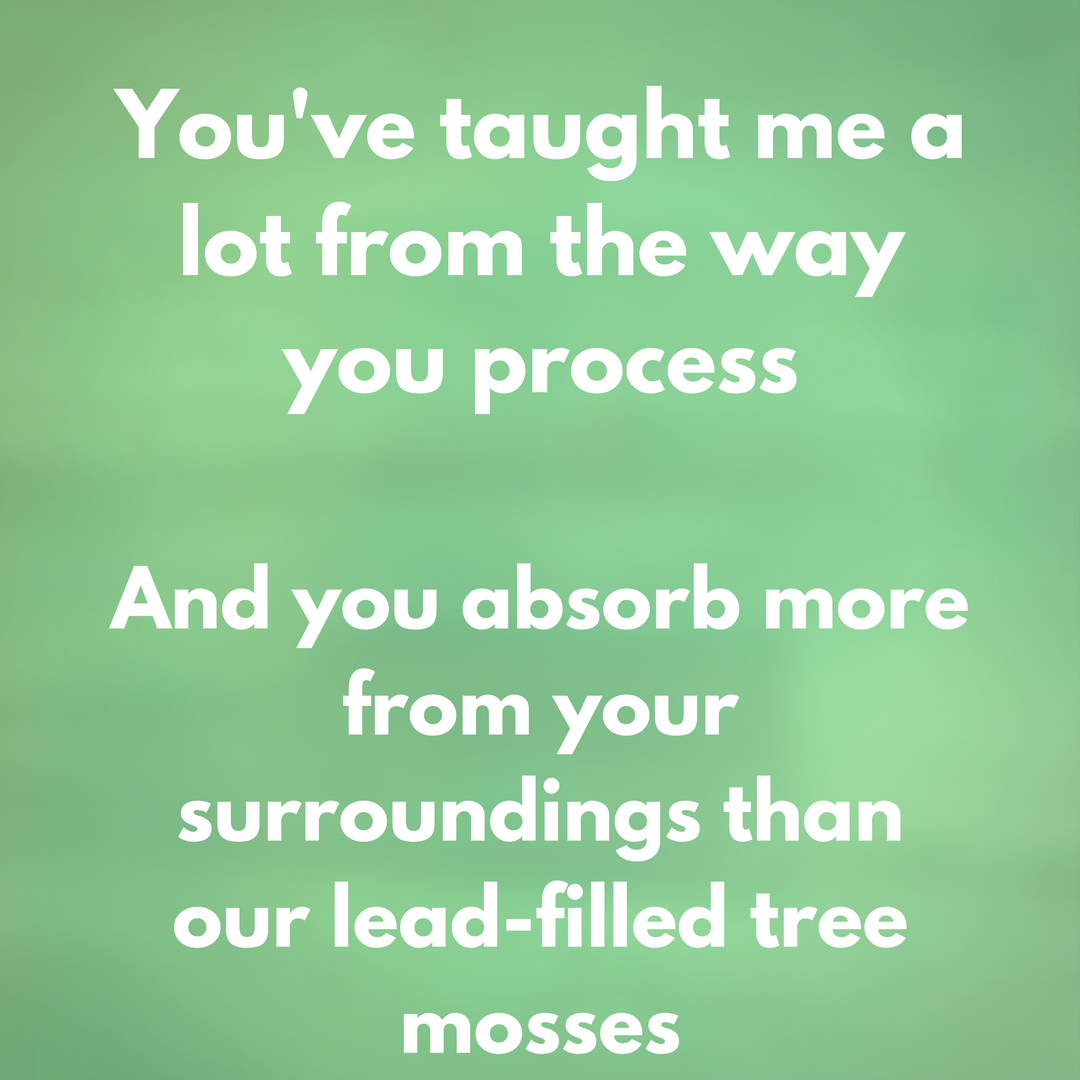 You've taught me a
lot from the way
you process
And you absorb more
from your
surroundings than
our lead-filled tree
mosses